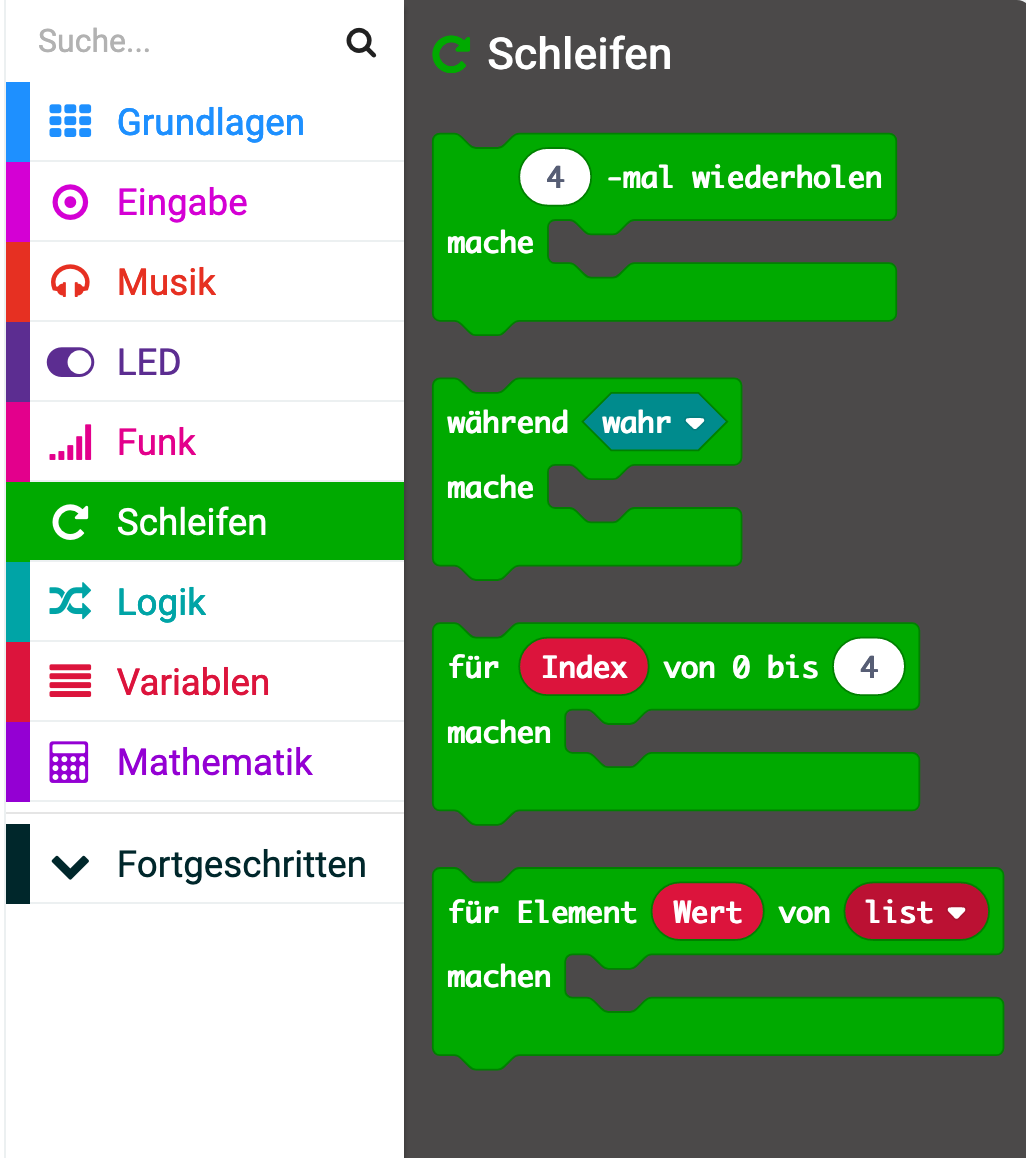 Suche...
Grundlagen
Eingabe
Musik
LED
Funk
Schleifen
Logik
Variablen
Mathematik
Fortgeschritten
Schleifen
4 -mal wiederholen
mache
während wahr
mache
für Index von 0 bis 4
machen
für Element Wert von list
machen